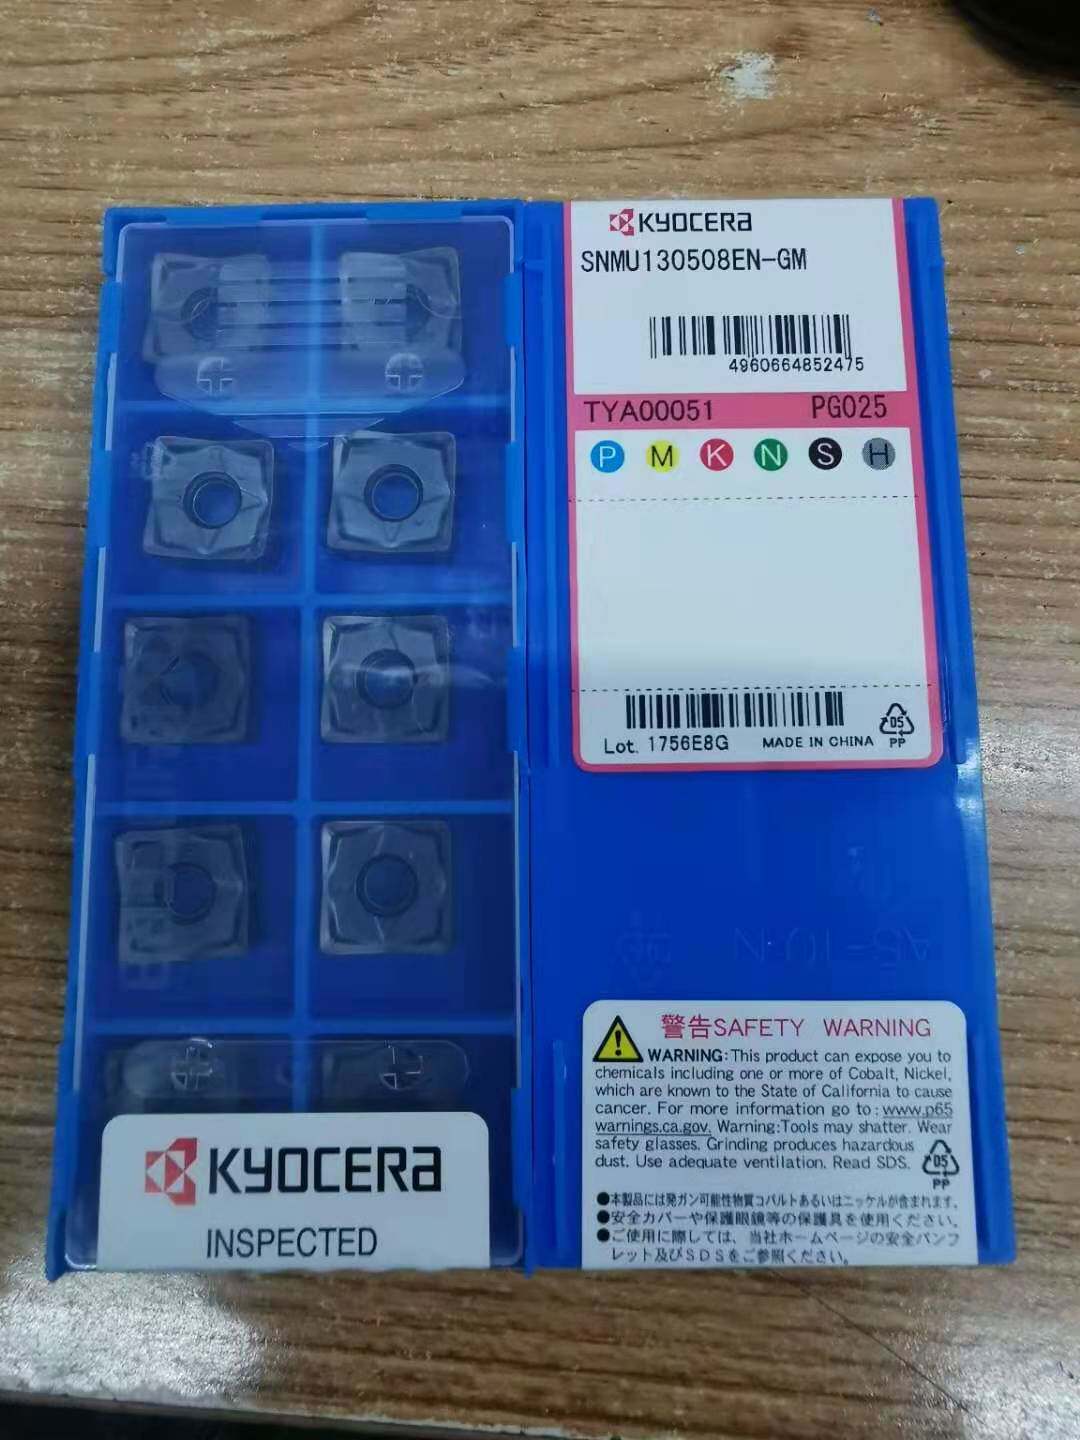 KYOCERA
INSPECTED
KYOCERA
SNMU130508EN-GM
4960664852475
TYA00051 PG025
P M K N S H
Lot. 1756E8G MADE IN CHINA 05
PP
A5-10·N
警告SAFETY WARNING
WARNING:This product can expose you to
chemicals including one or more of Cobalt, Nickel,
which are known to the State of California to cause
cancer. For more information go to : www.p65
warnings.ca.gov. Warning:Tools may shatter. Wear
safety glasses. Grinding produces hazardous
dust. Use adequate ventilation. Read SDS. 05
PP
●本製品には発ガン可能性物質コバルトあるいはニッケルが含まれます。
●安全カバーや保護眼鏡等の保護具を使用ください。
●ご使用に際しては、当社ホームページの安全パンフ
レット及びSDSをご参照ください。